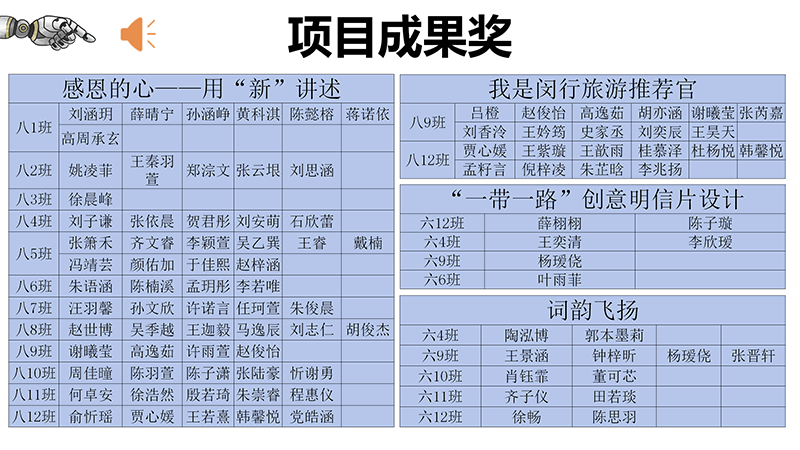 项目成果奖
感恩的心——用“新”讲述
八1班 刘涵玥 薛晴宁 孙涵峥 黄科淇 陈懿榕 蒋诺依
高周承玄
八2班 姚凌菲 王秦羽萱 郑淙文 张云垠 刘思涵
八3班 徐晨峰
八4班 刘子谦 张依晨 贺君彤 刘安萌 石欣蕾
八5班 张箫禾 齐文睿 李颖萱 吴乙巽 王睿 戴楠
冯靖芸 颜佑加 于佳熙 赵梓涵
八6班 朱语涵 陈楠溪 孟玥彤 李若唯
八7班 汪羽馨 孙文欣 许诺言 任珂萱 朱俊晨
八8班 赵世博 吴季越 王迦毅 马逸辰 刘志仁 胡俊杰
八9班 谢曦莹 高逸茹 许雨萱 赵俊怡
八10班 周佳瞳 陈羽萱 陈子潇 张陆豪 忻谢勇
八11班 何卓安 徐浩然 殷若琦 朱崇睿 程惠仪
八12班 俞忻瑶 贾心媛 王若熹 韩馨悦 党皓涵
我是闵行旅游推荐官
八9班 吕橙 赵俊怡 高逸茹 胡亦涵 谢曦莹 张芮嘉
刘香泠 王妗筠 史家丞 刘奕辰 王昊天
八12班 贾心媛 王紫璇 王歆雨 桂慕泽 杜杨悦 韩馨悦
孟籽言 倪梓凌 朱芷晗 李兆扬
“一带一路”创意明信片设计
六12班 薛栩栩 陈子璇
六4班 王奕清 李欣瑷
六9班 杨瑷侥
六6班 叶雨菲
词韵飞扬
六4班 陶泓博 郭本墨莉
六9班 王景涵 钟梓昕 杨瑷侥 张晋轩
六10班 肖钰霏 董可芯
六11班 齐子仪 田若琰
六12班 徐畅 陈思羽